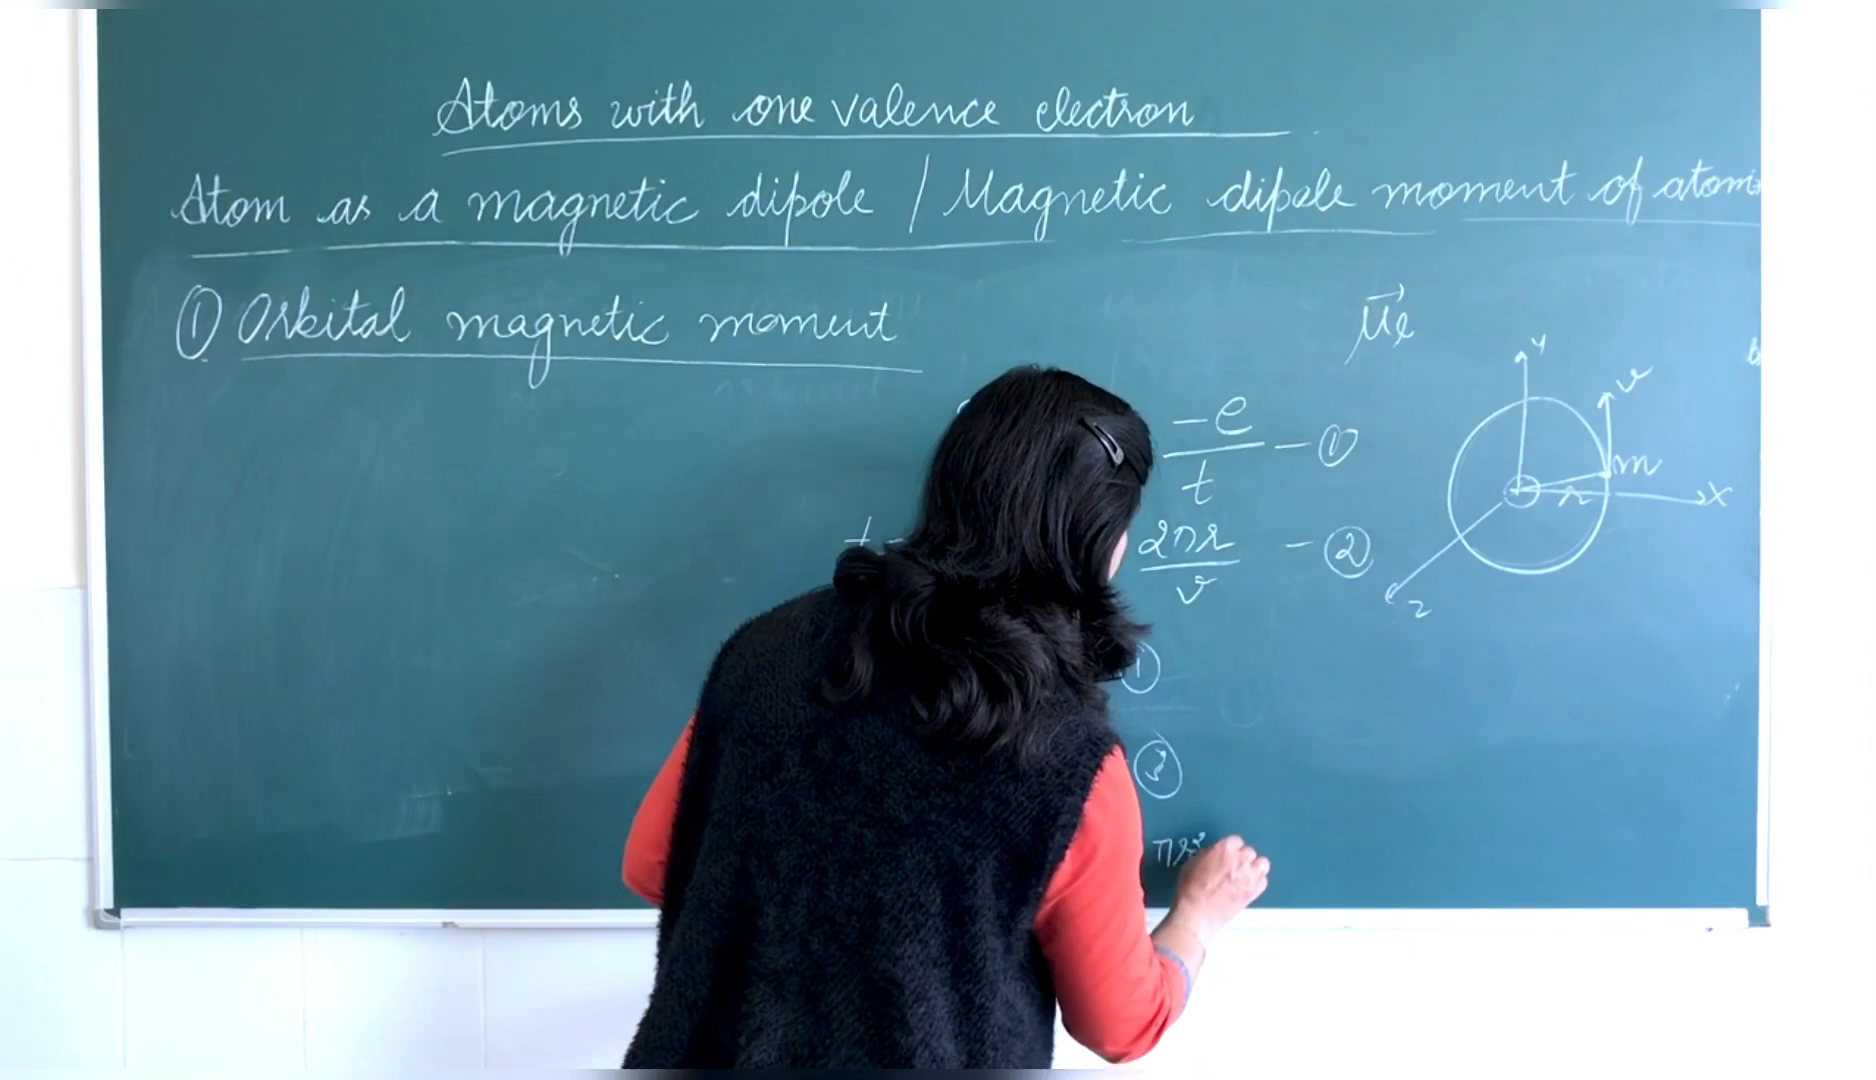 Atoms with one valence electron
Atom as a magnetic dipole / Magnetic dipole moment of atoms
① Orbital magnetic moment
μ⃗ₗ
y
v
-e
— - ①
t
m
r
x
2πr
— - ②
v
z
①
③
πr²